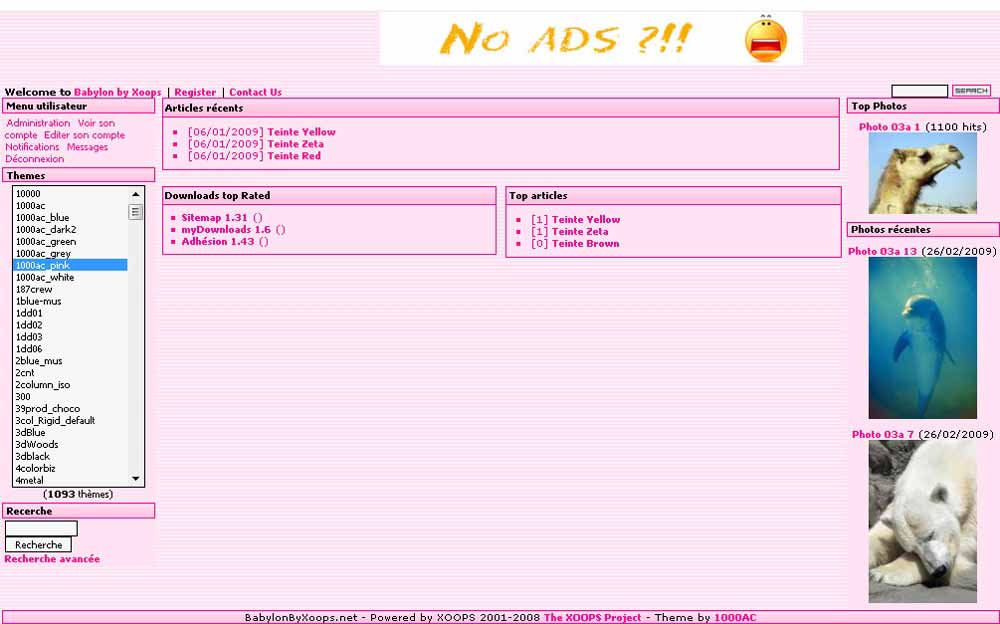 No ADS ?!!
Welcome to Babylon by Xoops | Register | Contact Us
SEARCH
Menu utilisateur
Administration Voir son
compte Editer son compte
Notifications Messages
Déconnexion
Themes
10000
1000ac
1000ac_blue
1000ac_dark2
1000ac_green
1000ac_grey
1000ac_pink
1000ac_white
187crew
1blue-mus
1dd01
1dd02
1dd03
1dd06
2blue_mus
2cnt
2column_iso
300
39prod_choco
3col_Rigid_default
3dBlue
3dWoods
3dblack
4colorbiz
4metal
(1093 thèmes)
Recerche
Recherche
Recherche avancée
Articles récents
[06/01/2009] Teinte Yellow
[06/01/2009] Teinte Zeta
[06/01/2009] Teinte Red
Downloads top Rated
Sitemap 1.31 ()
myDownloads 1.6 ()
Adhésion 1.43 ()
Top articles
[1] Teinte Yellow
[1] Teinte Zeta
[0] Teinte Brown
Top Photos
Photo 03a 1 (1100 hits)
Photos récentes
Photo 03a 13 (26/02/2009)
Photo 03a 7 (26/02/2009)
BabylonByXoops.net - Powered by XOOPS 2001-2008 The XOOPS Project - Theme by 1000AC